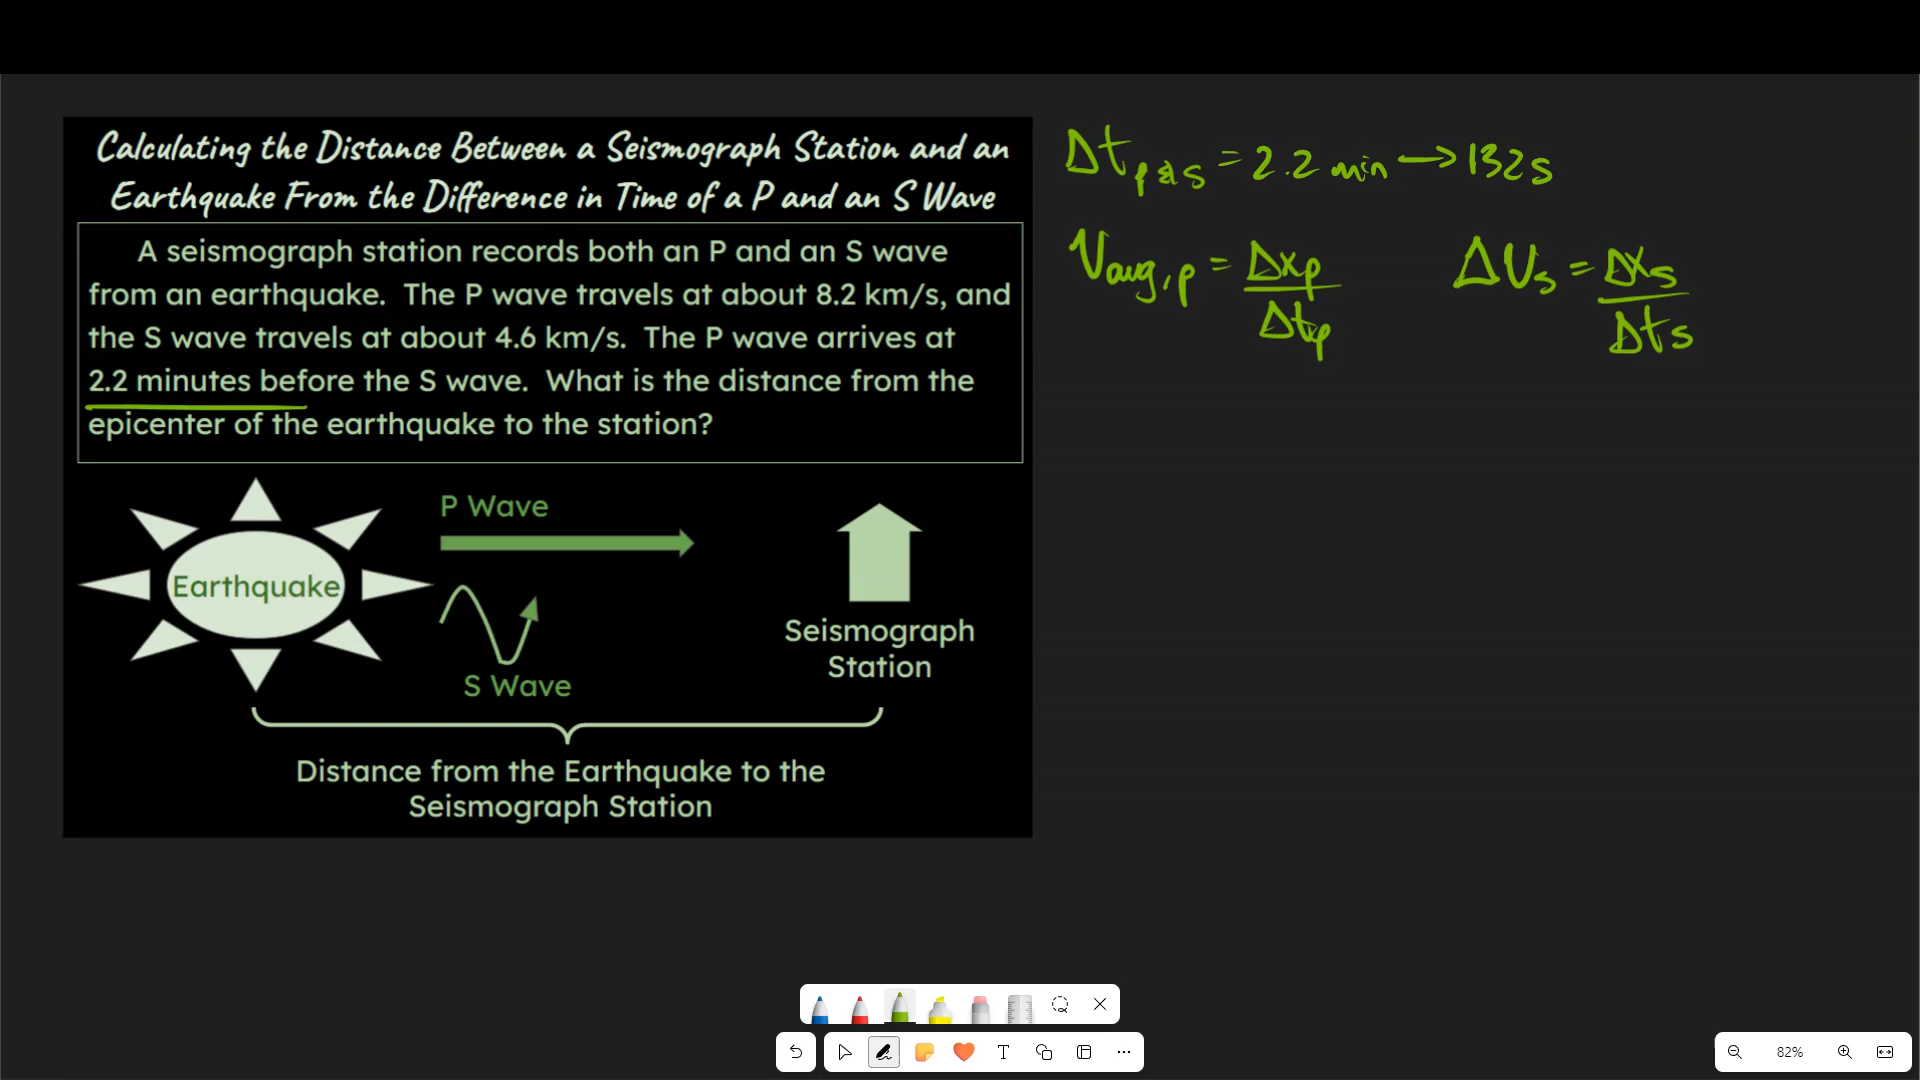 Calculating the Distance Between a Seismograph Station and an
Earthquake From the Difference in Time of a P and an S Wave
A seismograph station records both an P and an S wave
from an earthquake. The P wave travels at about 8.2 km/s, and
the S wave travels at about 4.6 km/s. The P wave arrives at
2.2 minutes before the S wave. What is the distance from the
epicenter of the earthquake to the station?
P Wave
Earthquake
S Wave
Seismograph
Station
Distance from the Earthquake to the
Seismograph Station
Δt p&s = 2.2 min → 132s
Vavg,p = Δxp / Δtp
ΔVs = Δxs / Δts
82%